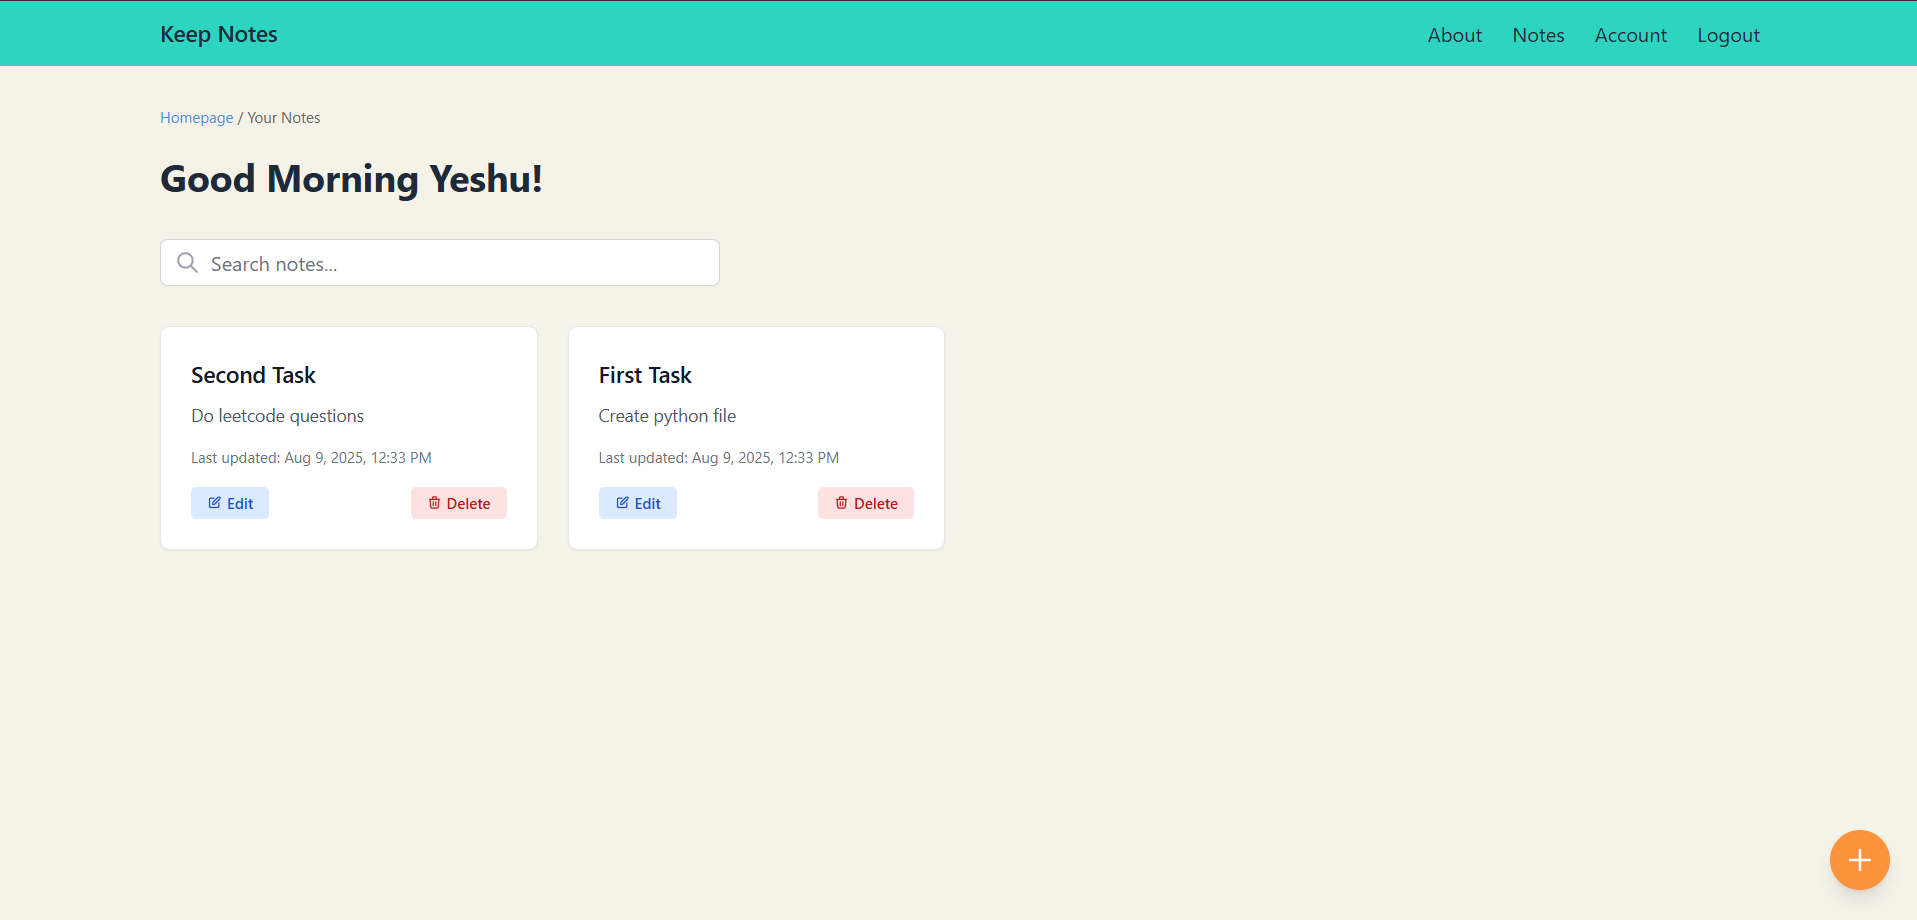 Keep Notes
About Notes Account Logout
Homepage / Your Notes
Good Morning Yeshu!
Search notes...
Second Task
Do leetcode questions
Last updated: Aug 9, 2025, 12:33 PM
Edit Delete
First Task
Create python file
Last updated: Aug 9, 2025, 12:33 PM
Edit Delete